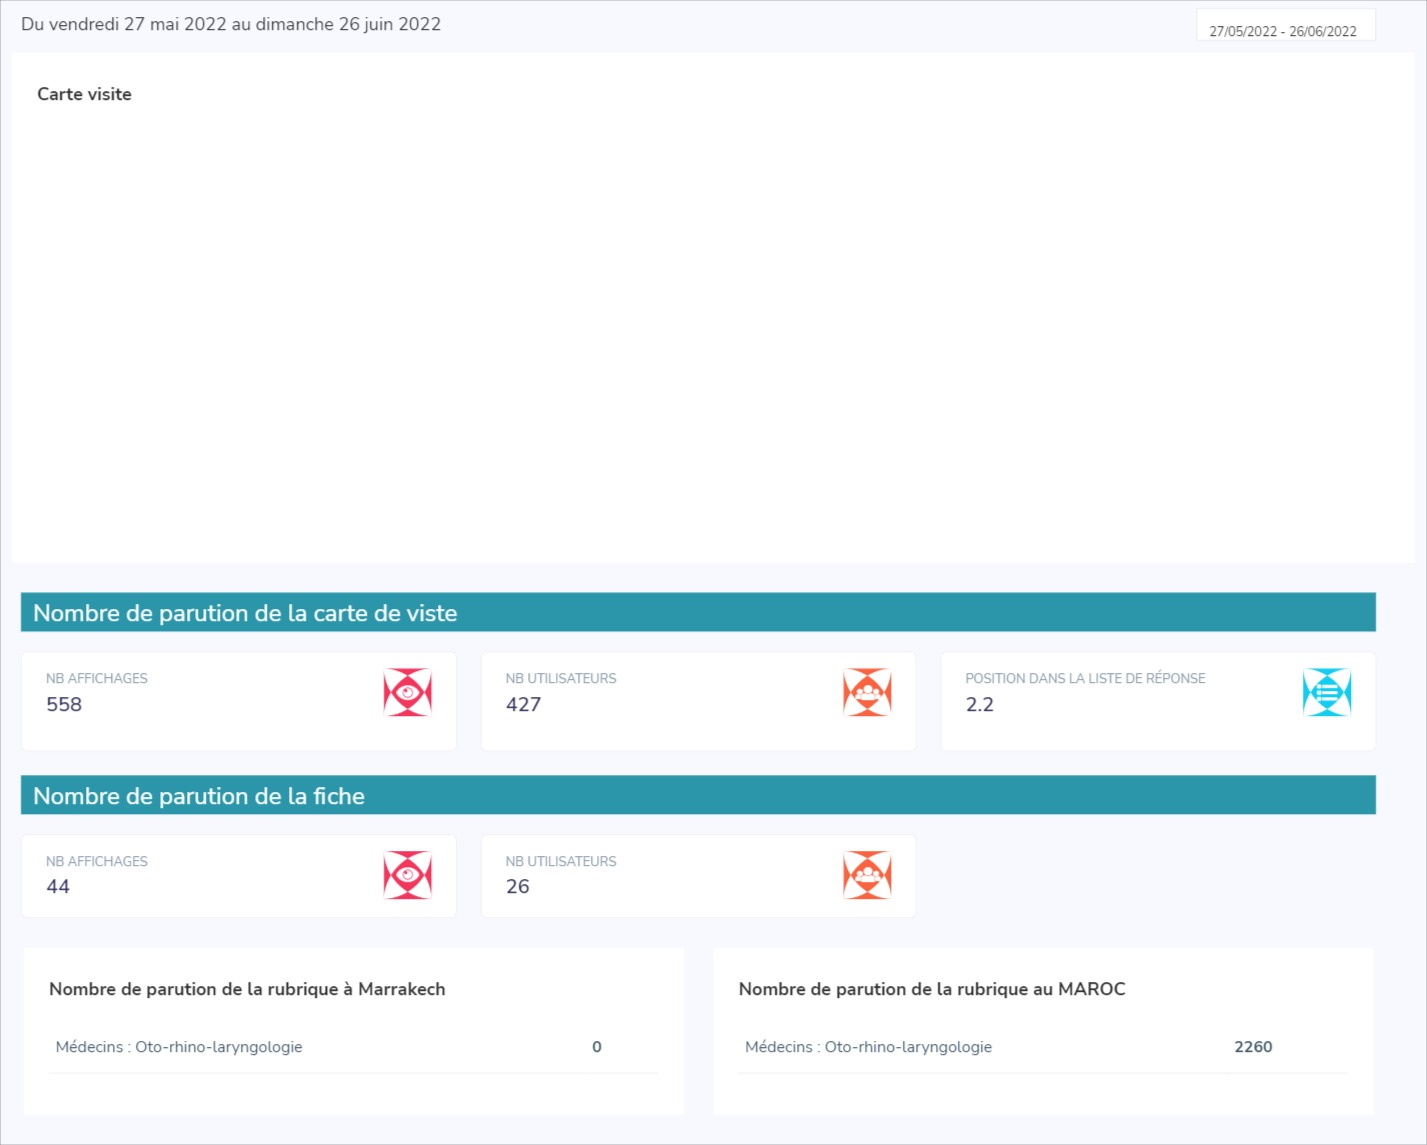 Du vendredi 27 mai 2022 au dimanche 26 juin 2022
27/05/2022 - 26/06/2022
Carte visite
Nombre de parution de la carte de viste
NB AFFICHAGES
558
NB UTILISATEURS
427
POSITION DANS LA LISTE DE RÉPONSE
2.2
Nombre de parution de la fiche
NB AFFICHAGES
44
NB UTILISATEURS
26
Nombre de parution de la rubrique à Marrakech
Médecins : Oto-rhino-laryngologie 0
Nombre de parution de la rubrique au MAROC
Médecins : Oto-rhino-laryngologie 2260